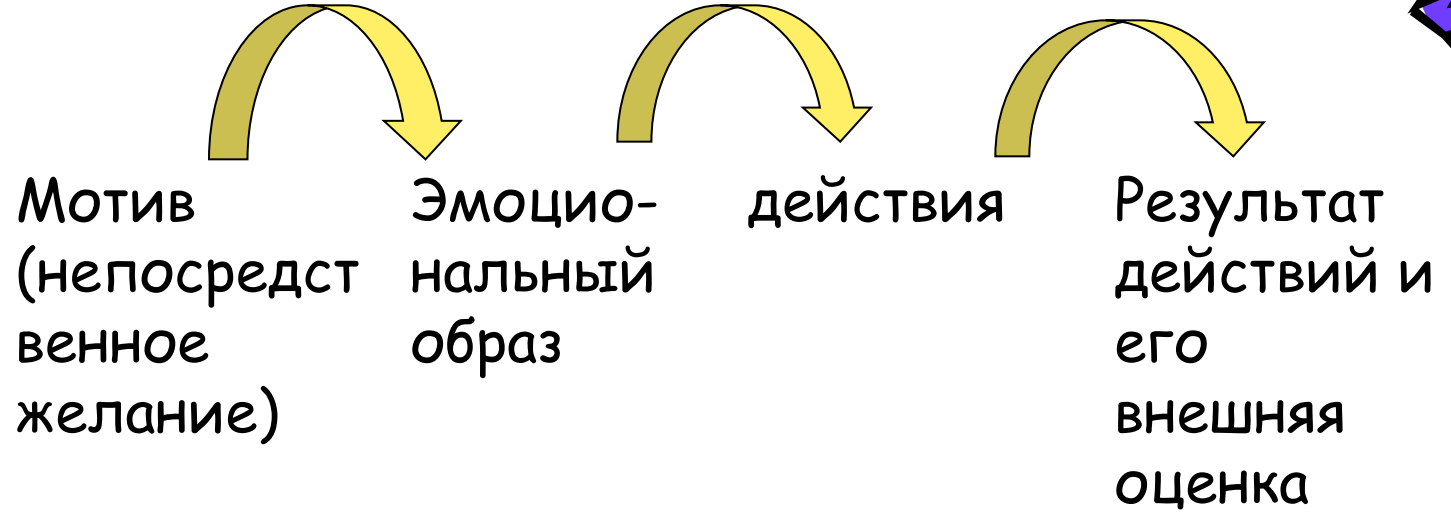 Мотив
(непосредст
венное
желание)
Эмоцио-
нальный
образ
действия
Результат
действий и
его
внешняя
оценка